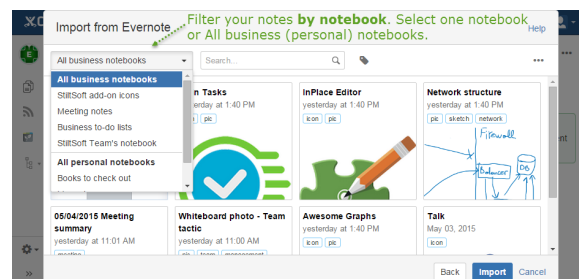 Import from Evernote
Filter your notes by notebook. Select one notebook
or All business (personal) notebooks.
Help
All business notebooks
Search...
All business notebooks
StiltSoft add-on icons
Meeting notes
Business to-do lists
StiltSoft Team's notebook
All personal notebooks
Books to check out
n Tasks
erday at 1:40 PM
pic
InPlace Editor
yesterday at 1:40 PM
icon pic
Network structure
yesterday at 1:40 PM
pic sketch network
Firewall
Balancer
DB
05/04/2015 Meeting
summary
yesterday at 11:01 AM
meeting
Whiteboard photo - Team
tactic
yesterday at 11:00 AM
pic team management
Awesome Graphs
yesterday at 1:40 PM
icon pic
Talk
May 03, 2015
icon
Back Import Cancel